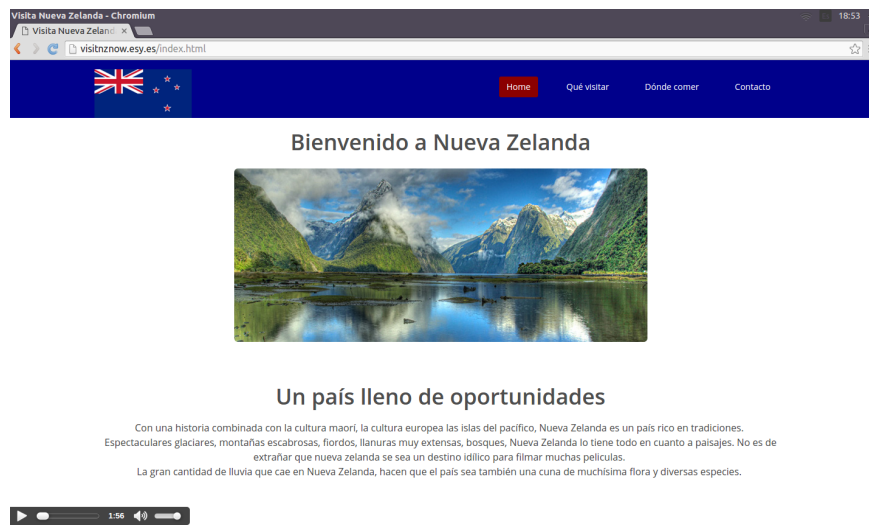 Visita Nueva Zelanda - Chromium
18:53
Visita Nueva Zeland
visitnznow.esy.es/index.html
Home Qué visitar Dónde comer Contacto
Bienvenido a Nueva Zelanda
Un país lleno de oportunidades
Con una historia combinada con la cultura maorí, la cultura europea las islas del pacífico, Nueva Zelanda es un país rico en tradiciones.
Espectaculares glaciares, montañas escabrosas, fiordos, llanuras muy extensas, bosques, Nueva Zelanda lo tiene todo en cuanto a paisajes. No es de
extrañar que nueva zelanda se sea un destino idílico para filmar muchas peliculas.
La gran cantidad de lluvia que cae en Nueva Zelanda, hacen que el país sea también una cuna de muchísima flora y diversas especies.
1:56